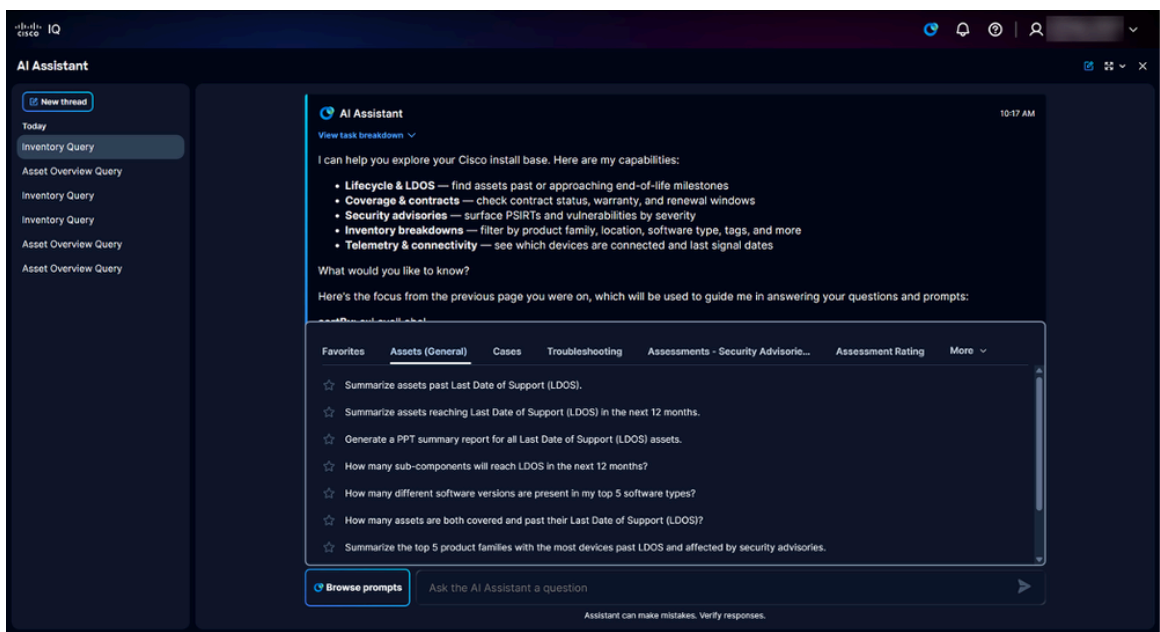 cisco IQ
AI Assistant
New thread
Today
Inventory Query
Asset Overview Query
Inventory Query
Inventory Query
Asset Overview Query
Asset Overview Query
AI Assistant
10:17 AM
View task breakdown
I can help you explore your Cisco install base. Here are my capabilities:
• Lifecycle & LDOS — find assets past or approaching end-of-life milestones
• Coverage & contracts — check contract status, warranty, and renewal windows
• Security advisories — surface PSIRTs and vulnerabilities by severity
• Inventory breakdowns — filter by product family, location, software type, tags, and more
• Telemetry & connectivity — see which devices are connected and last signal dates
What would you like to know?
Here's the focus from the previous page you were on, which will be used to guide me in answering your questions and prompts:
Favorites Assets (General) Cases Troubleshooting Assessments - Security Advisorie... Assessment Rating More
Summarize assets past Last Date of Support (LDOS).
Summarize assets reaching Last Date of Support (LDOS) in the next 12 months.
Generate a PPT summary report for all Last Date of Support (LDOS) assets.
How many sub-components will reach LDOS in the next 12 months?
How many different software versions are present in my top 5 software types?
How many assets are both covered and past their Last Date of Support (LDOS)?
Summarize the top 5 product families with the most devices past LDOS and affected by security advisories.
Browse prompts
Ask the AI Assistant a question
Assistant can make mistakes. Verify responses.